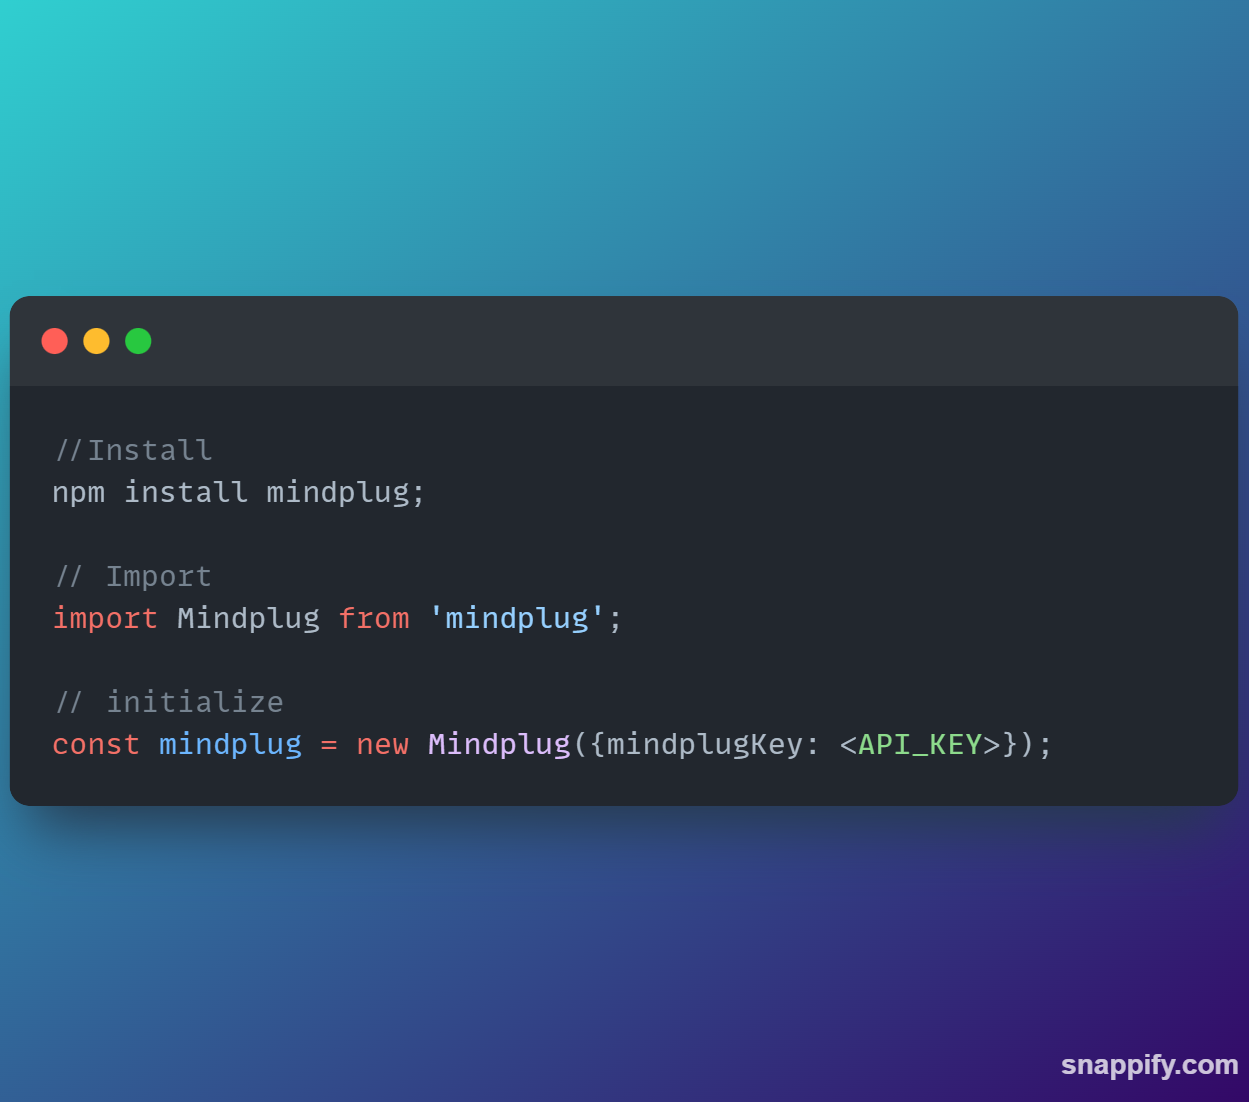 //Install
npm install mindplug;
// Import
import Mindplug from 'mindplug';
// initialize
const mindplug = new Mindplug({mindplugKey: <API_KEY>});
snappify.com